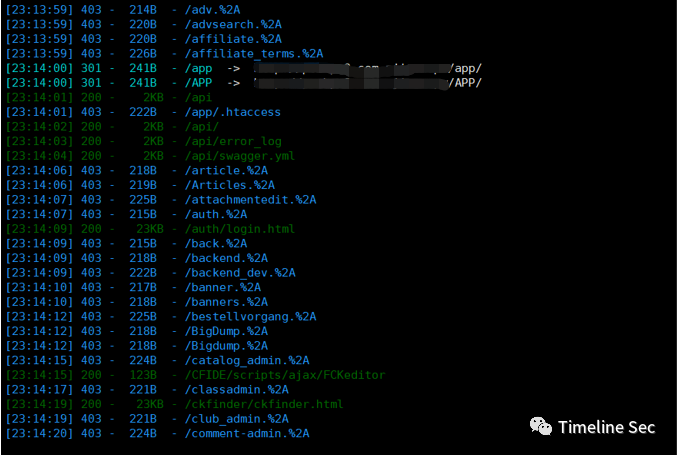 [23:13:59] 403 - 214B - /adv.%2A
[23:13:59] 403 - 220B - /advsearch.%2A
[23:13:59] 403 - 220B - /affiliate.%2A
[23:13:59] 403 - 226B - /affiliate_terms.%2A
[23:14:00] 301 - 241B - /app -> /app/
[23:14:00] 301 - 241B - /APP -> /APP/
[23:14:01] 200 - 2KB - /api
[23:14:01] 403 - 222B - /app/.htaccess
[23:14:02] 200 - 2KB - /api/
[23:14:03] 200 - 2KB - /api/error_log
[23:14:04] 200 - 2KB - /api/swagger.yml
[23:14:06] 403 - 218B - /article.%2A
[23:14:06] 403 - 219B - /Articles.%2A
[23:14:07] 403 - 225B - /attachmentedit.%2A
[23:14:07] 403 - 215B - /auth.%2A
[23:14:09] 200 - 23KB - /auth/login.html
[23:14:09] 403 - 215B - /back.%2A
[23:14:09] 403 - 218B - /backend.%2A
[23:14:09] 403 - 222B - /backend_dev.%2A
[23:14:10] 403 - 217B - /banner.%2A
[23:14:10] 403 - 218B - /banners.%2A
[23:14:12] 403 - 225B - /bestellvorgang.%2A
[23:14:12] 403 - 218B - /BigDump.%2A
[23:14:12] 403 - 218B - /Bigdump.%2A
[23:14:15] 403 - 224B - /catalog_admin.%2A
[23:14:15] 200 - 123B - /CFIDE/scripts/ajax/FCKeditor
[23:14:17] 403 - 221B - /classadmin.%2A
[23:14:19] 200 - 23KB - /ckfinder/ckfinder.html
[23:14:19] 403 - 221B - /club_admin.%2A
[23:14:20] 403 - 224B - /comment-admin.%2A
Timeline Sec